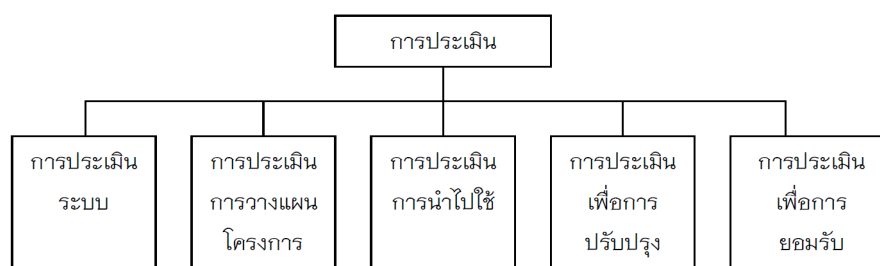 การประเมิน
การประเมิน
ระบบ
การประเมิน
การวางแผน
โครงการ
การประเมิน
การนำไปใช้
การประเมิน
เพื่อการ
ปรับปรุง
การประเมิน
เพื่อการ
ยอมรับ